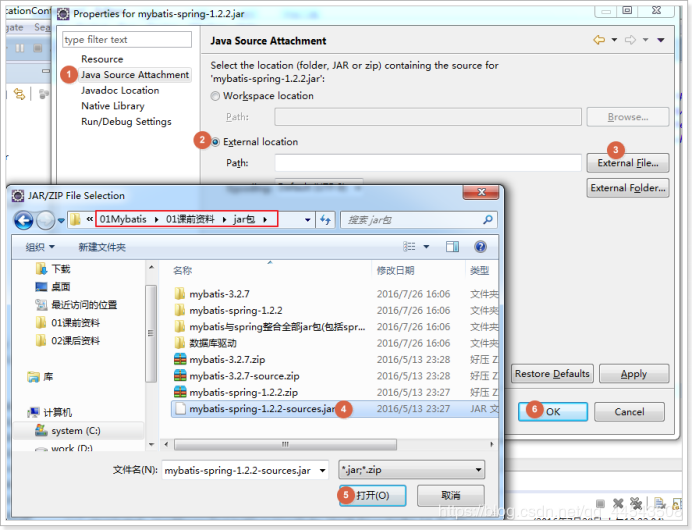 cationCont
Properties for mybatis-spring-1.2.2.jar
type filter text
Resource
1 Java Source Attachment
Javadoc Location
Native Library
Run/Debug Settings
Java Source Attachment
Select the location (folder, JAR or zip) containing the source for
'mybatis-spring-1.2.2.jar':
Workspace location
Path:
Browse...
2 External location
3
Path:
External File...
External Folder...
JAR/ZIP File Selection
« 01Mybatis 01课前资料 jar包
搜索 jar包
组织 新建文件夹
下载
桌面
最近访问的位置
01课前资料
02课后资料
库
计算机
system (C:)
work (D:)
名称 修改日期 类型
mybatis-3.2.7 2016/7/26 16:06 文件夹
mybatis-spring-1.2.2 2016/7/26 16:06 文件夹
mybatis与spring整合全部jar包(包括spr... 2016/7/26 16:06 文件夹
数据库驱动 2016/7/26 16:06 文件夹
mybatis-3.2.7.zip 2016/5/13 23:28 好压 Z
mybatis-3.2.7-source.zip 2016/5/13 23:28 好压 Z
mybatis-spring-1.2.2.zip 2016/5/13 23:27 好压 Z
mybatis-spring-1.2.2-sources.jar 4 2016/5/13 23:27 JAR 文
文件名(N): mybatis-spring-1.2.2-sources.jar *.jar;*.zip
5 打开(O) 取消
Restore Defaults Apply
6 OK Cancel